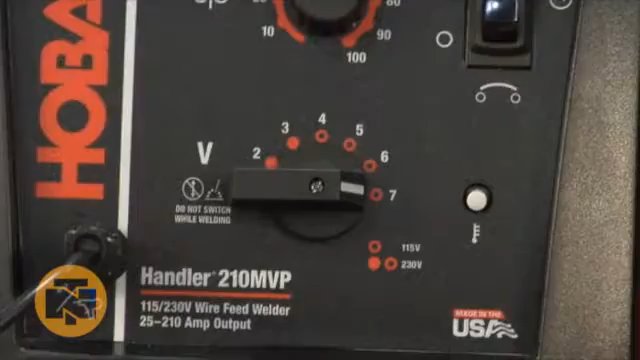 HOBA
80
10
90
100
4
3
5
V
2
6
7
DO NOT SWITCH
WHILE WELDING
115V
230V
Handler® 210MVP
115/230V Wire Feed Welder
25-210 Amp Output
MADE IN THE
USA